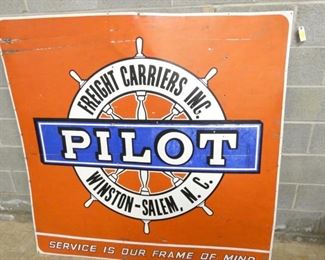 FREIGHT CARRIERS INC.
PILOT
WINSTON-SALEM, N.C.
SERVICE IS OUR FRAME OF MIND